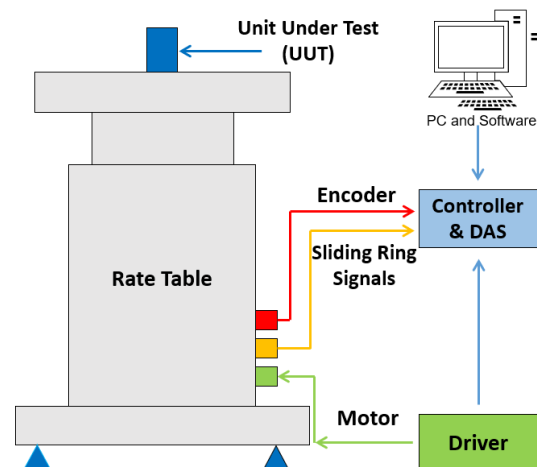 Unit Under Test
(UUT)
PC and Software
Encoder
Controller
& DAS
Sliding Ring
Signals
Rate Table
Motor
Driver